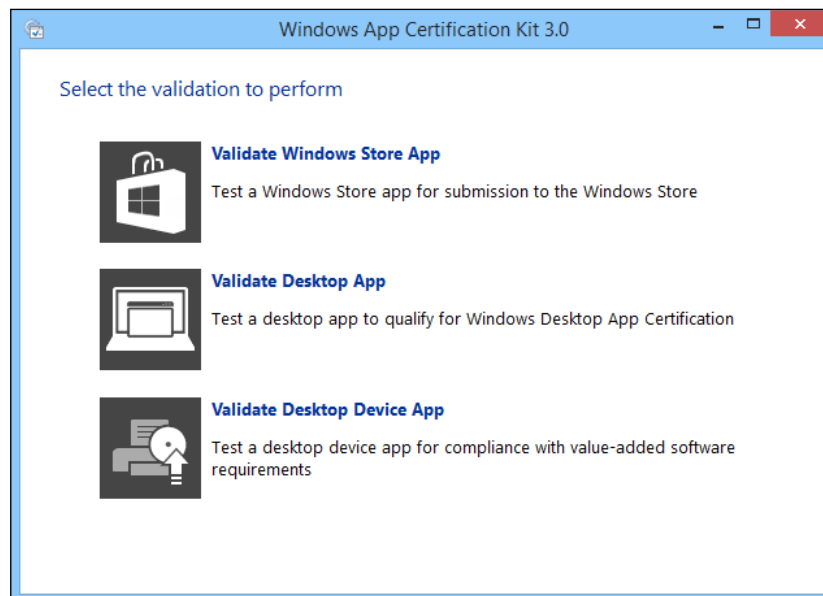 Windows App Certification Kit 3.0
Select the validation to perform
Validate Windows Store App
Test a Windows Store app for submission to the Windows Store
Validate Desktop App
Test a desktop app to qualify for Windows Desktop App Certification
Validate Desktop Device App
Test a desktop device app for compliance with value-added software
requirements